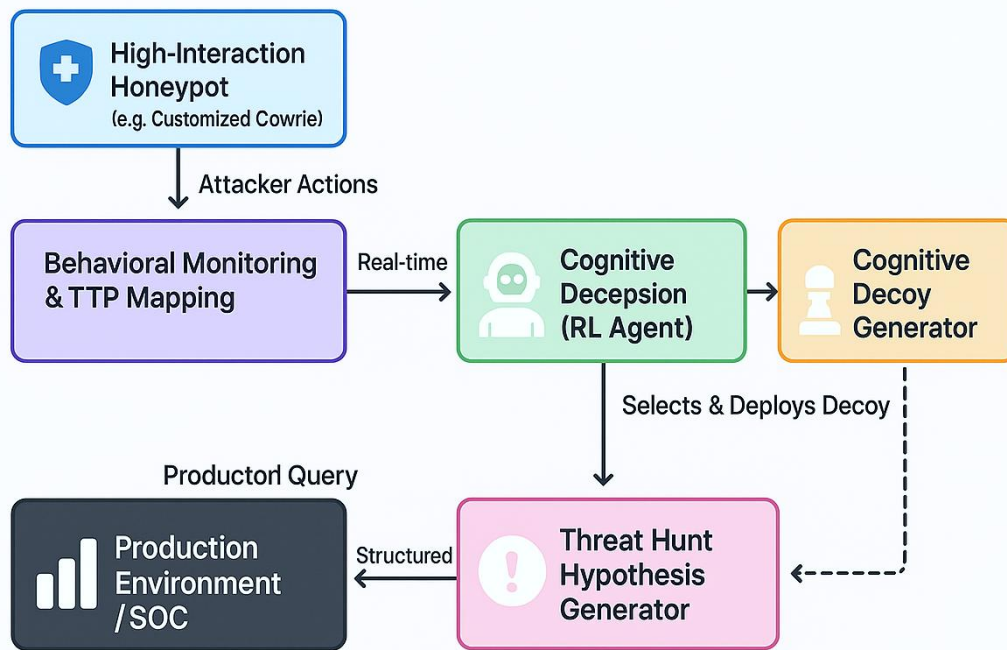 High-Interaction
Honeypot
(e.g. Customized Cowrie)
Attacker Actions
Behavioral Monitoring
& TTP Mapping
Real-time
Cognitive
Decepsion
(RL Agent)
Cognitive
Decoy
Generator
Selects & Deploys Decoy
Productorl Query
Production
Environment
/ SOC
Structured
Threat Hunt
Hypothesis
Generator